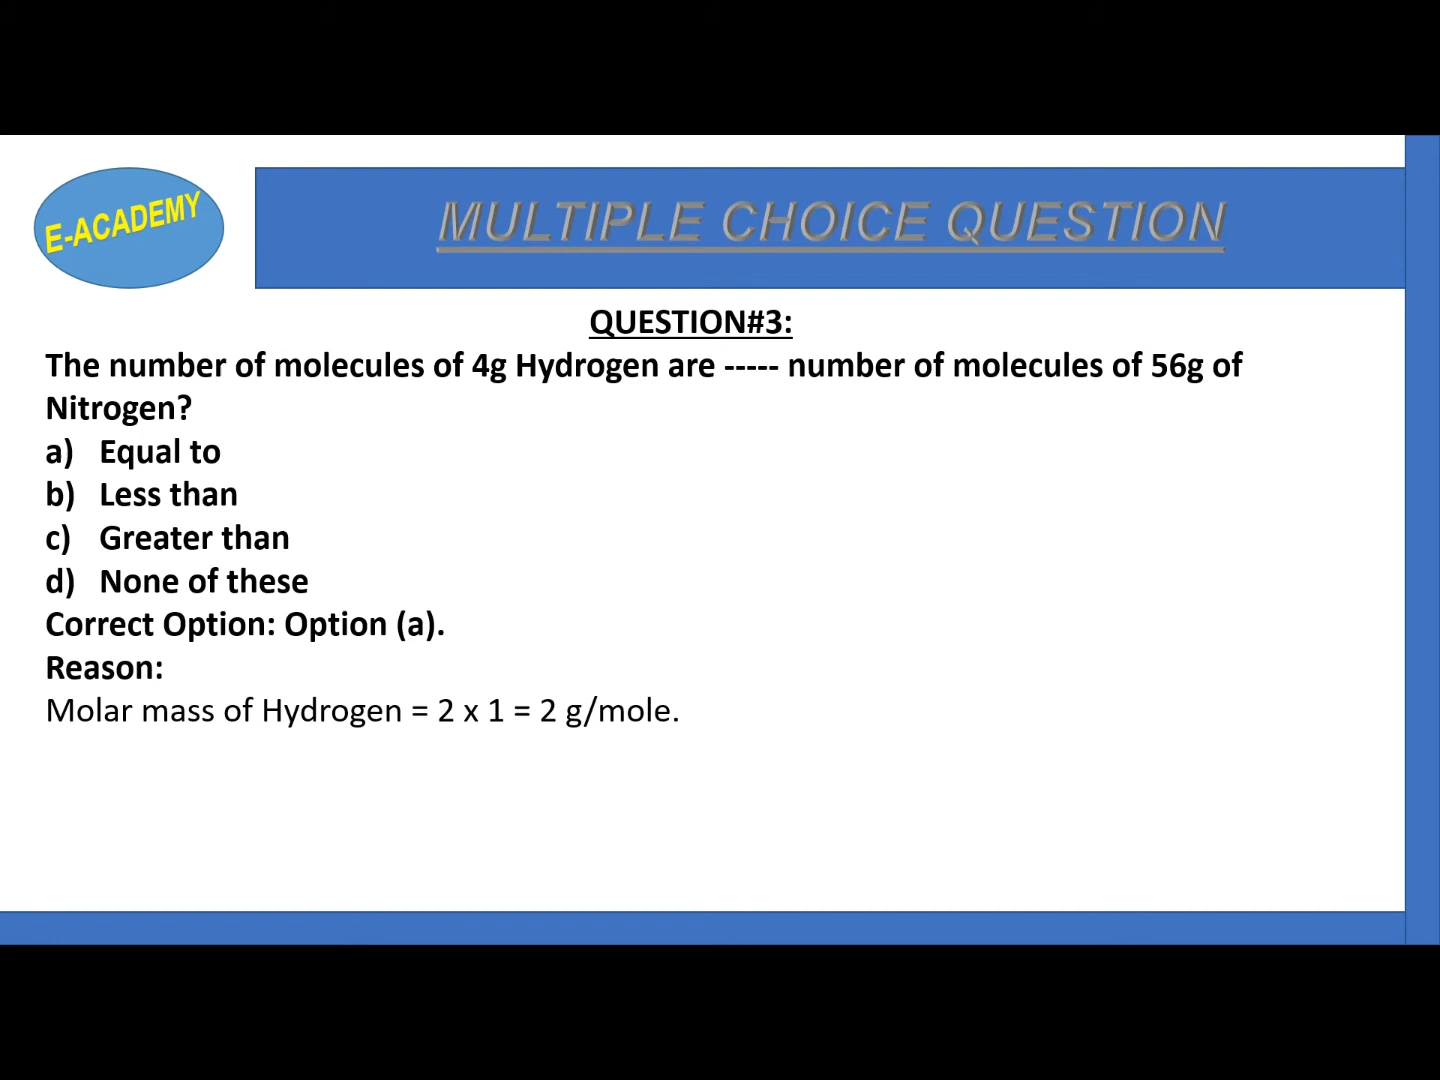 E-ACADEMY
MULTIPLE CHOICE QUESTION
QUESTION#3:
The number of molecules of 4g Hydrogen are ----- number of molecules of 56g of
Nitrogen?
a) Equal to
b) Less than
c) Greater than
d) None of these
Correct Option: Option (a).
Reason:
Molar mass of Hydrogen = 2 x 1 = 2 g/mole.